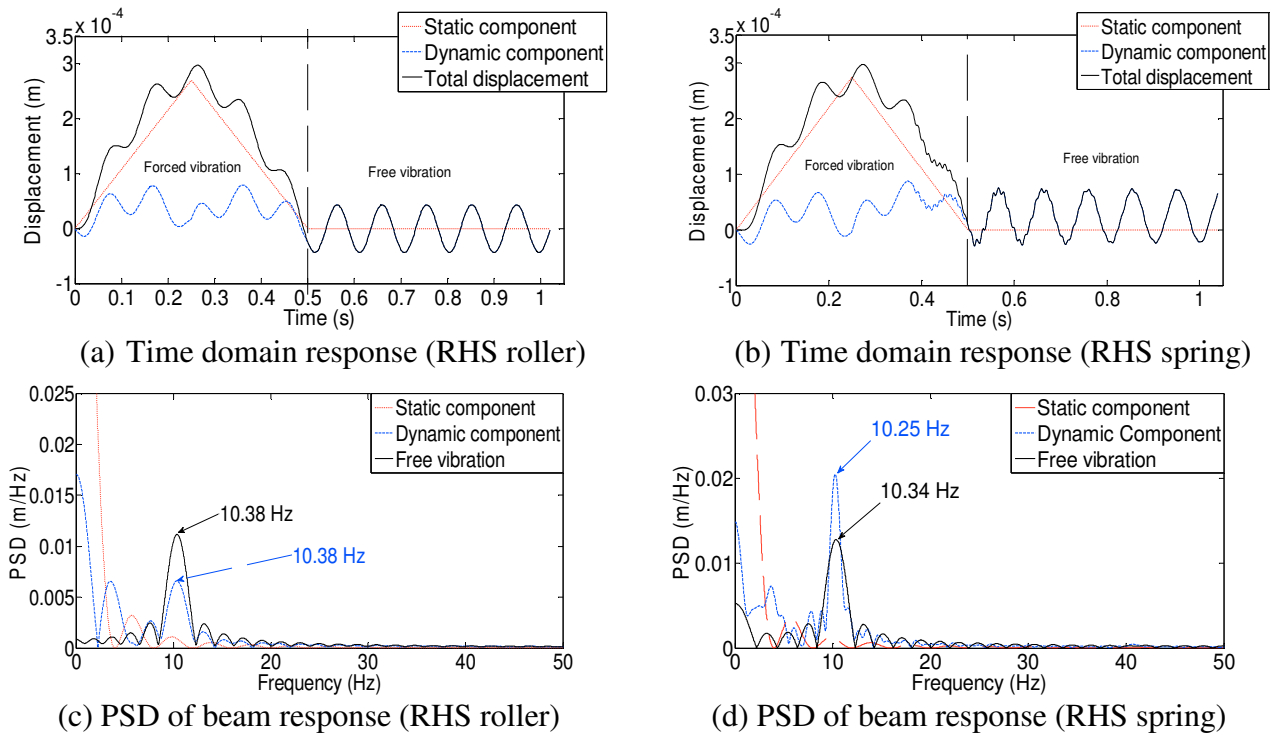 × 10⁻⁴
3.5
3
2
1
0
-1
Displacement (m)
Static component
Dynamic component
Total displacement
Forced vibration
Free vibration
0 0.1 0.2 0.3 0.4 0.5 0.6 0.7 0.8 0.9 1
Time (s)
(a) Time domain response (RHS roller)
× 10⁻⁴
3.5
3
2
1
0
-1
Displacement (m)
Static component
Dynamic component
Total displacement
Forced vibration
Free vibration
0 0.2 0.4 0.6 0.8 1
Time (s)
(b) Time domain response (RHS spring)
0.025
0.02
0.015
0.01
0.005
0
PSD (m/Hz)
Static component
Dynamic component
Free vibration
10.38 Hz
10.38 Hz
0 10 20 30 40 50
Frequency (Hz)
(c) PSD of beam response (RHS roller)
0.03
0.02
0.01
0
PSD (m/Hz)
Static component
Dynamic Component
Free vibration
10.25 Hz
10.34 Hz
0 10 20 30 40 50
Frequency (Hz)
(d) PSD of beam response (RHS spring)